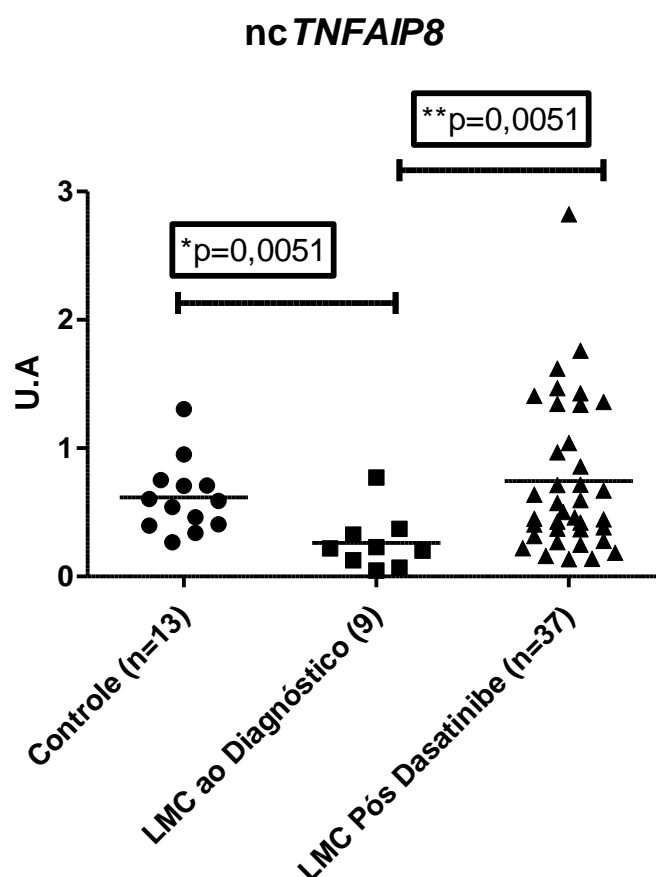 ncTNFAIP8
**p=0,0051
*p=0,0051
3
2
1
0
U.A
Controle (n=13)
LMC ao Diagnóstico (9)
LMC Pós Dasatinibe (n=37)